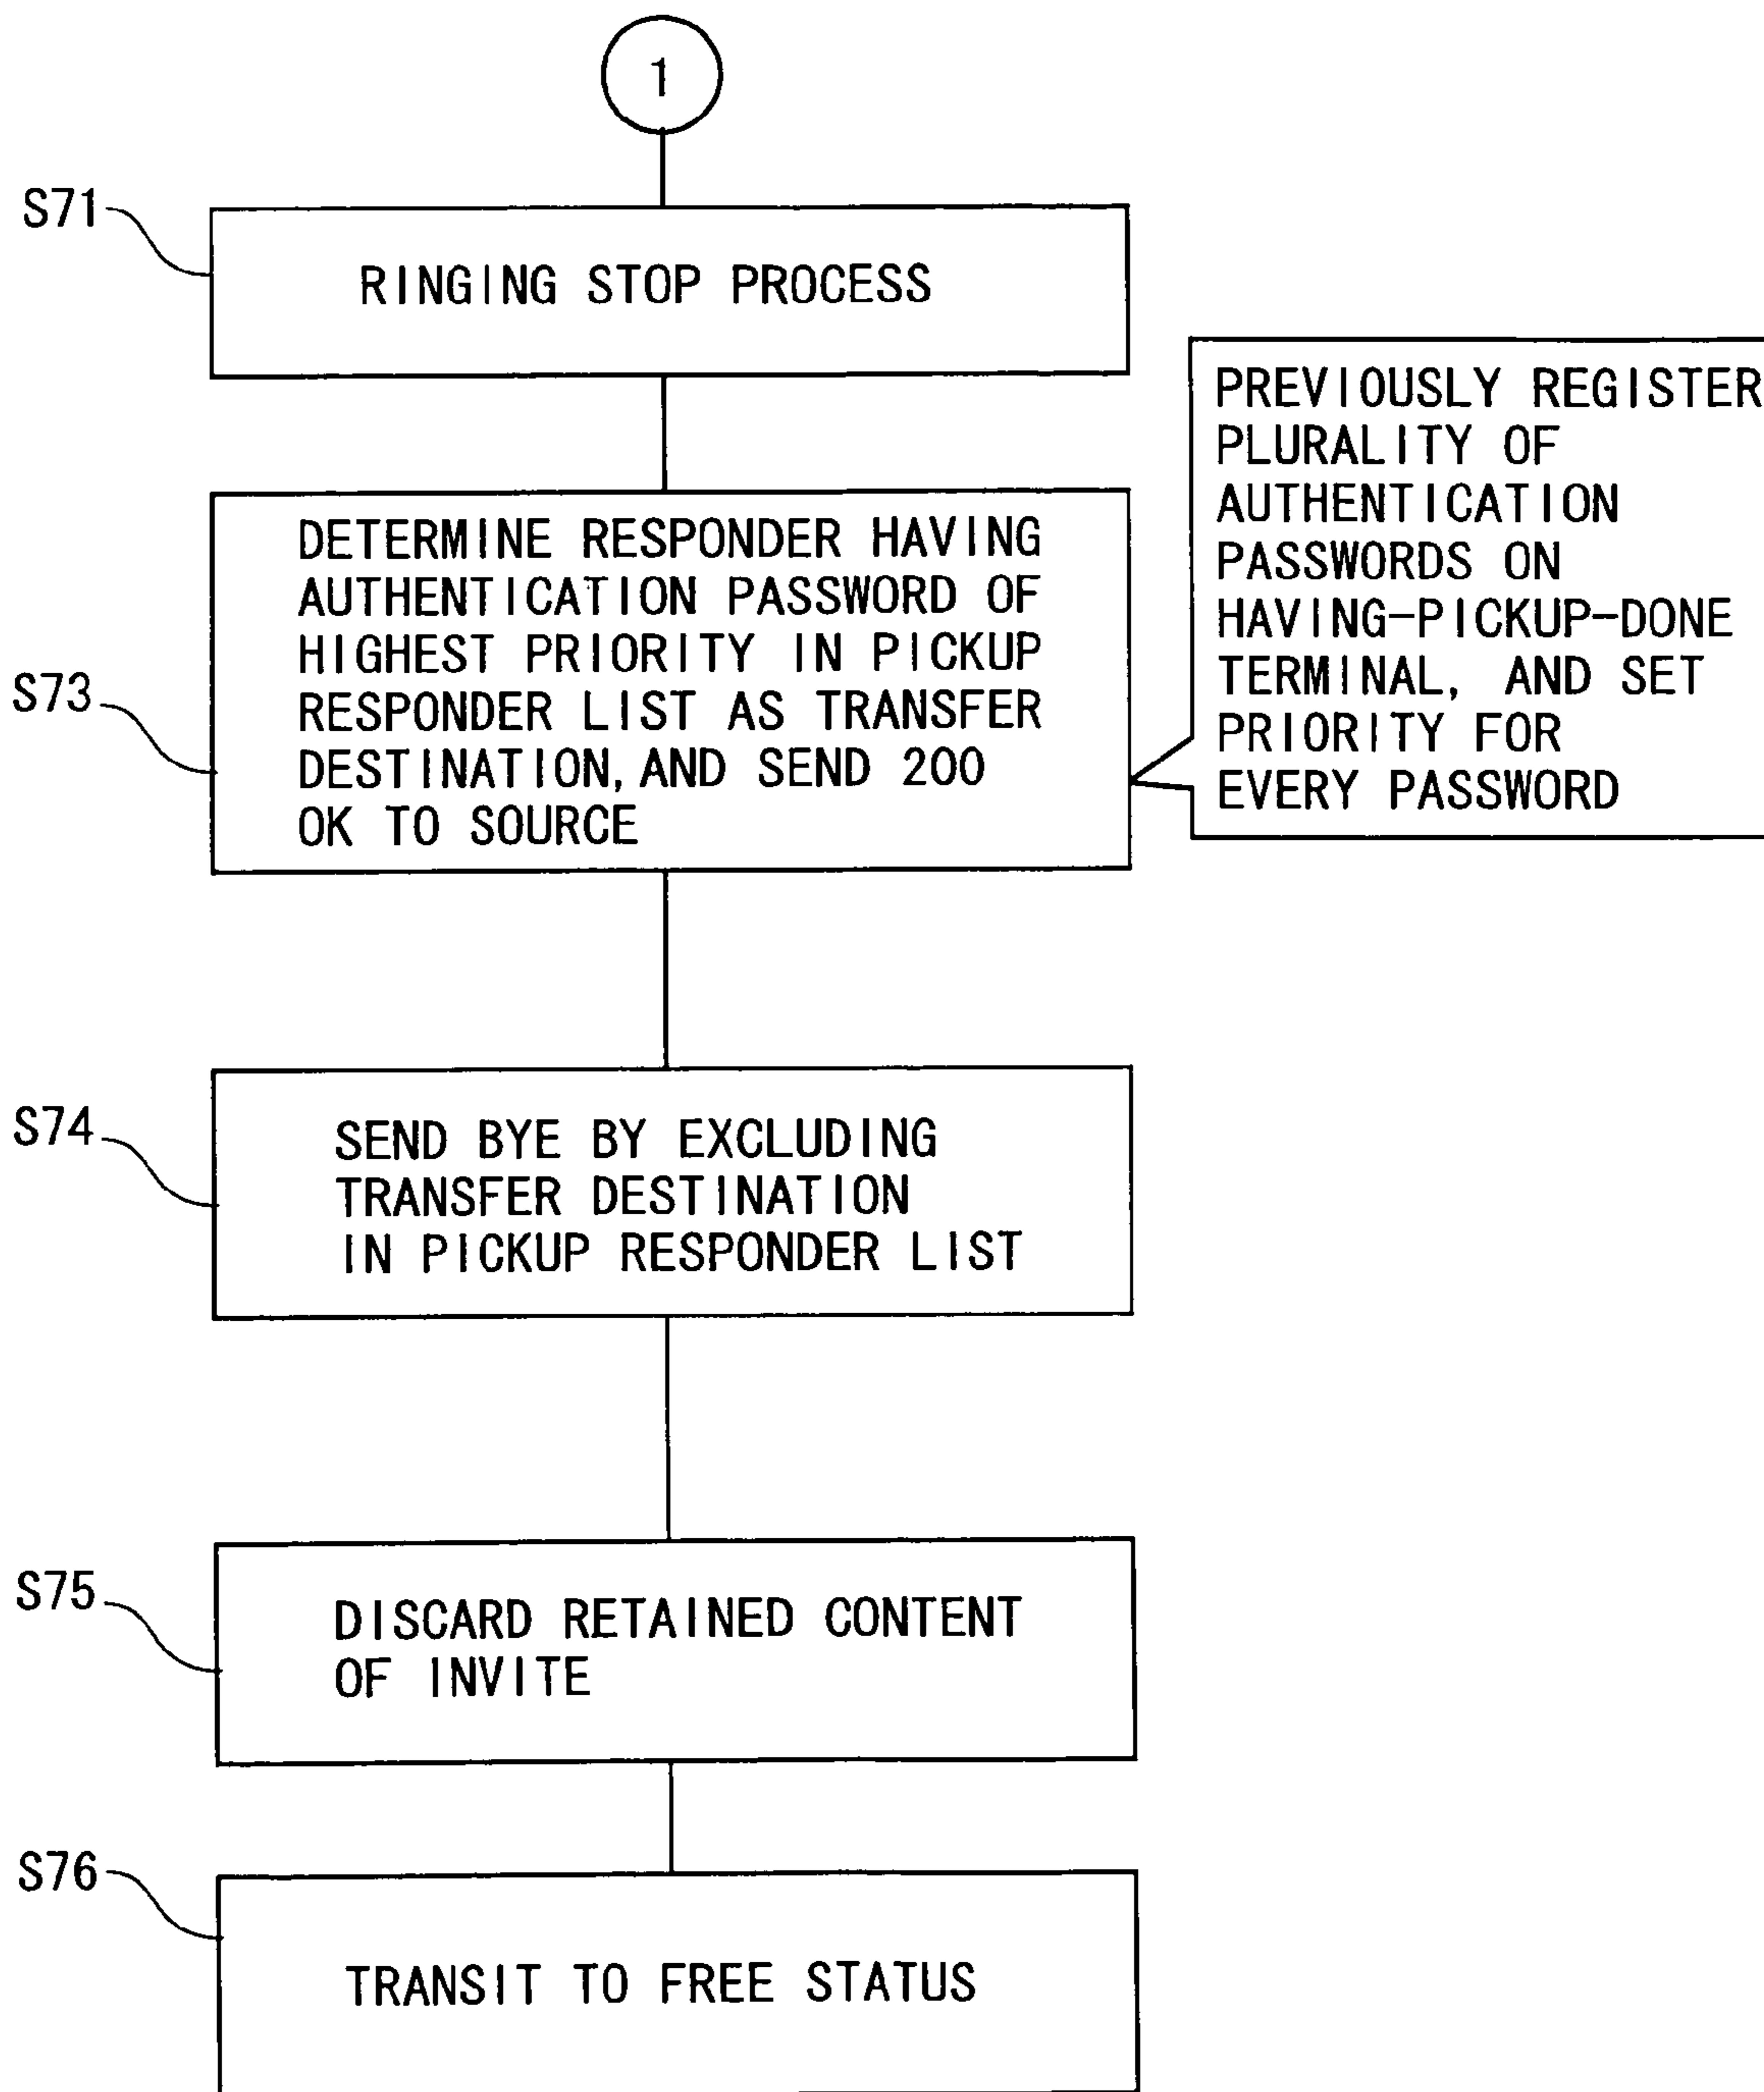 1
S71
RINGING STOP PROCESS
S73
DETERMINE RESPONDER HAVING
AUTHENTICATION PASSWORD OF
HIGHEST PRIORITY IN PICKUP
RESPONDER LIST AS TRANSFER
DESTINATION, AND SEND 200
OK TO SOURCE
PREVIOUSLY REGISTER
PLURALITY OF
AUTHENTICATION
PASSWORDS ON
HAVING-PICKUP-DONE
TERMINAL, AND SET
PRIORITY FOR
EVERY PASSWORD
S74
SEND BYE BY EXCLUDING
TRANSFER DESTINATION
IN PICKUP RESPONDER LIST
S75
DISCARD RETAINED CONTENT
OF INVITE
S76
TRANSIT TO FREE STATUS